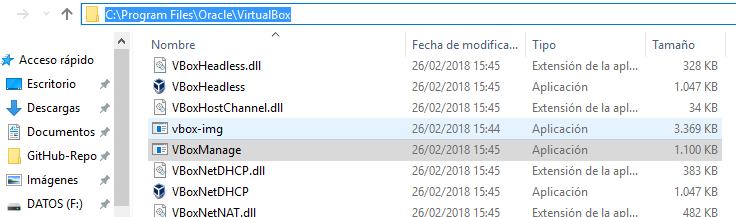 C:\Program Files\Oracle\VirtualBox
Nombre Fecha de modifica... Tipo Tamaño
Acceso rápido
Escritorio
Descargas
Documentos
GitHub-Repo
Imágenes
DATOS (F:)
VBoxHeadless.dll 26/02/2018 15:45 Extensión de la apl... 328 KB
VBoxHeadless 26/02/2018 15:45 Aplicación 1.047 KB
VBoxHostChannel.dll 26/02/2018 15:45 Extensión de la apl... 34 KB
vbox-img 26/02/2018 15:44 Aplicación 3.369 KB
VBoxManage 26/02/2018 15:45 Aplicación 1.100 KB
VBoxNetDHCP.dll 26/02/2018 15:45 Extensión de la apl... 383 KB
VBoxNetDHCP 26/02/2018 15:45 Aplicación 1.047 KB
VBoxNetNAT.dll 26/02/2018 15:45 Extensión de la apl... 482 KB